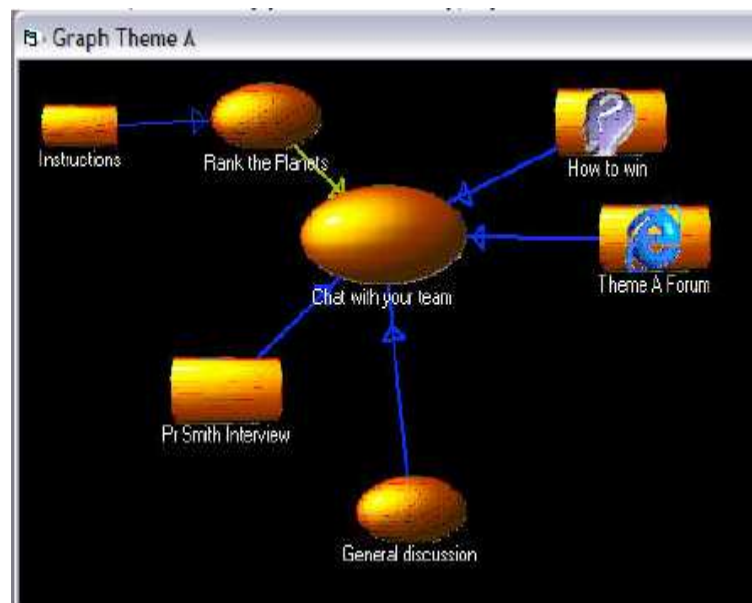 Graph Theme A
Instructions
Rank the Planets
How to win
Chat with your team
Theme A Forum
Pr Smith Interview
General discussion